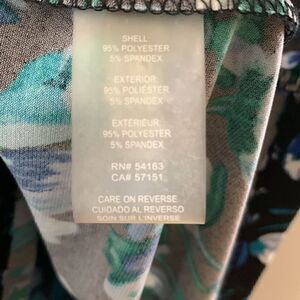 SHELL
95% POLYESTER
5% SPANDEX
EXTERIOR:
95% POLIÉSTER
5% SPANDEX
EXTÉRIEUR:
95% POLYESTER
5% SPANDEX
RN# 54163
CA# 57151
CARE ON REVERSE
CUIDADO AL REVERSO
SOIN SUR L'INVERSE